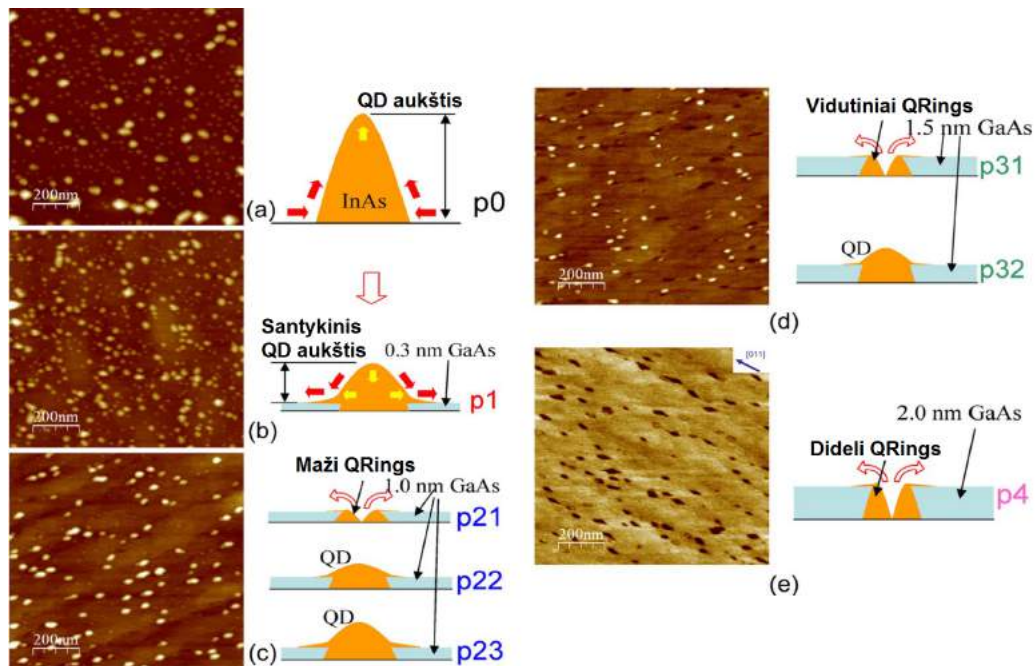 200nm
(a)
QD aukštis
InAs
p0
200nm
(b)
Santykinis
QD aukštis
0.3 nm GaAs
p1
200nm
(c)
Maži QRings
1.0 nm GaAs
p21
QD
p22
QD
p23
200nm
(d)
Vidutiniai QRings
1.5 nm GaAs
p31
QD
p32
[011]
200nm
(e)
2.0 nm GaAs
Dideli QRings
p4